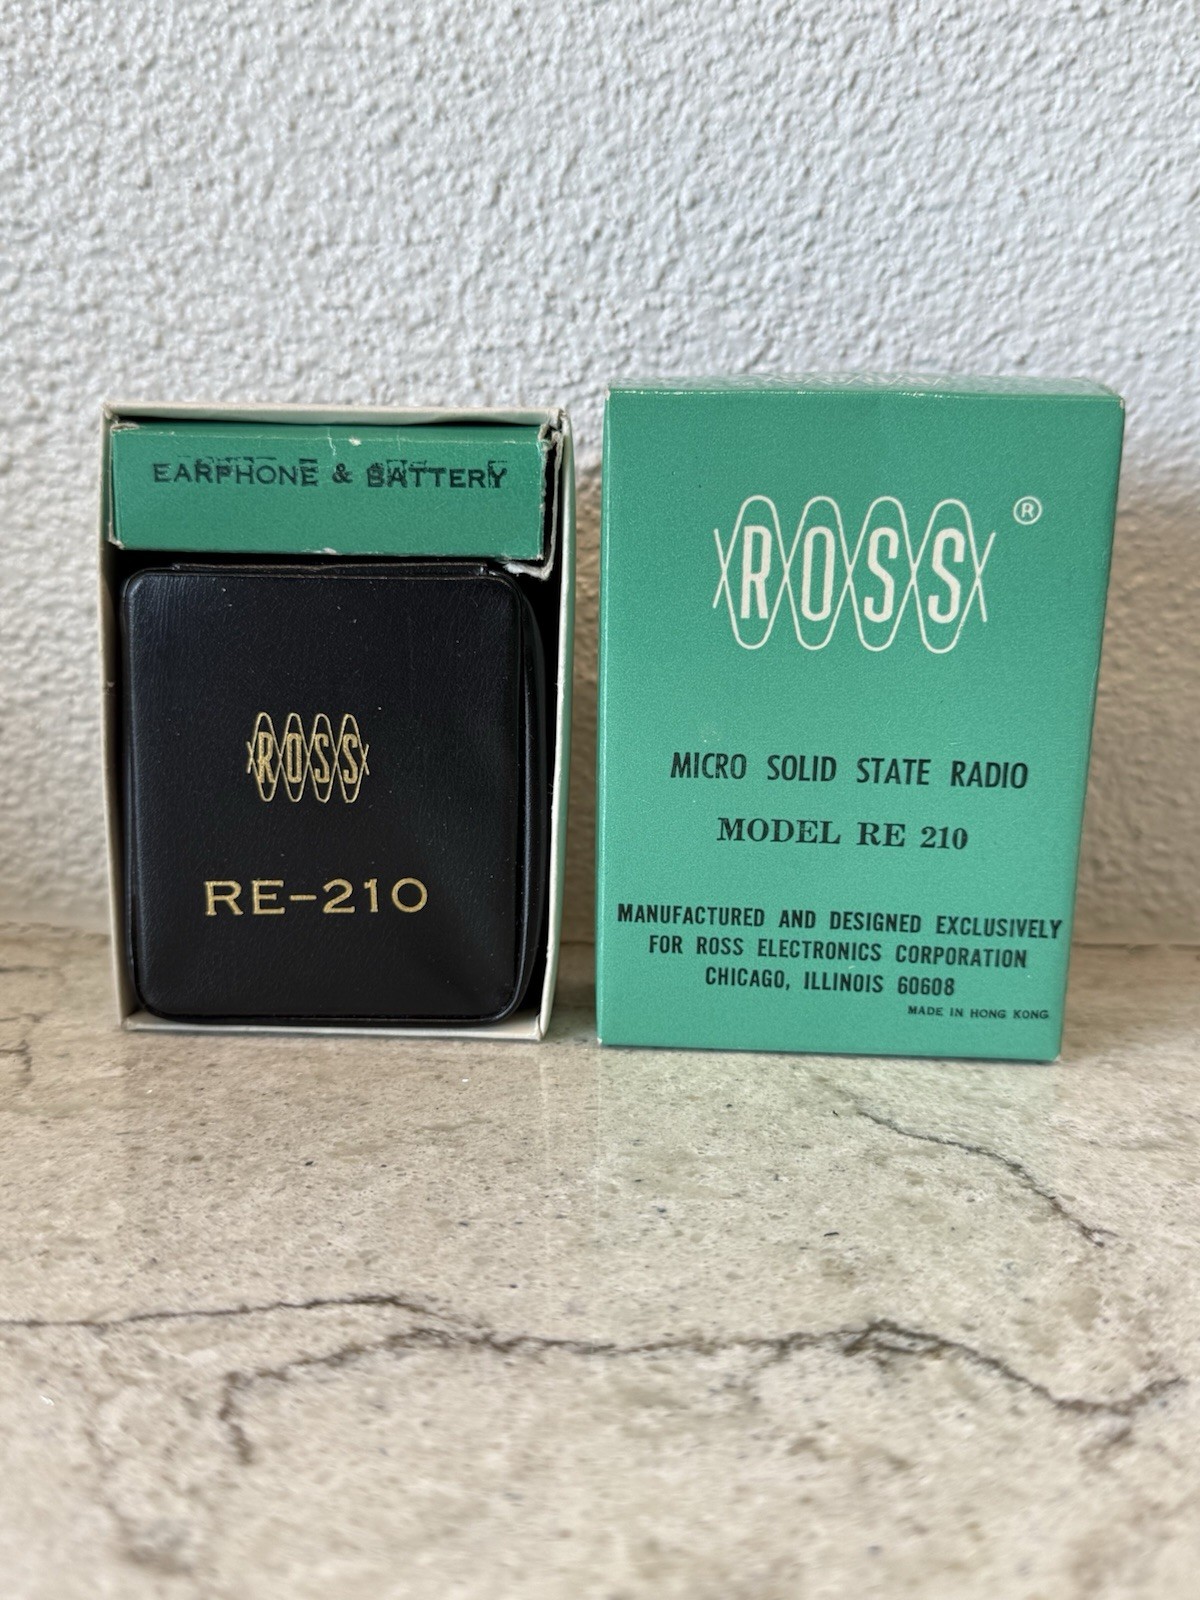 EARPHONE & BATTERY
ROSS
RE-210
ROSS®
MICRO SOLID STATE RADIO
MODEL RE 210
MANUFACTURED AND DESIGNED EXCLUSIVELY
FOR ROSS ELECTRONICS CORPORATION
CHICAGO, ILLINOIS 60608
MADE IN HONG KONG